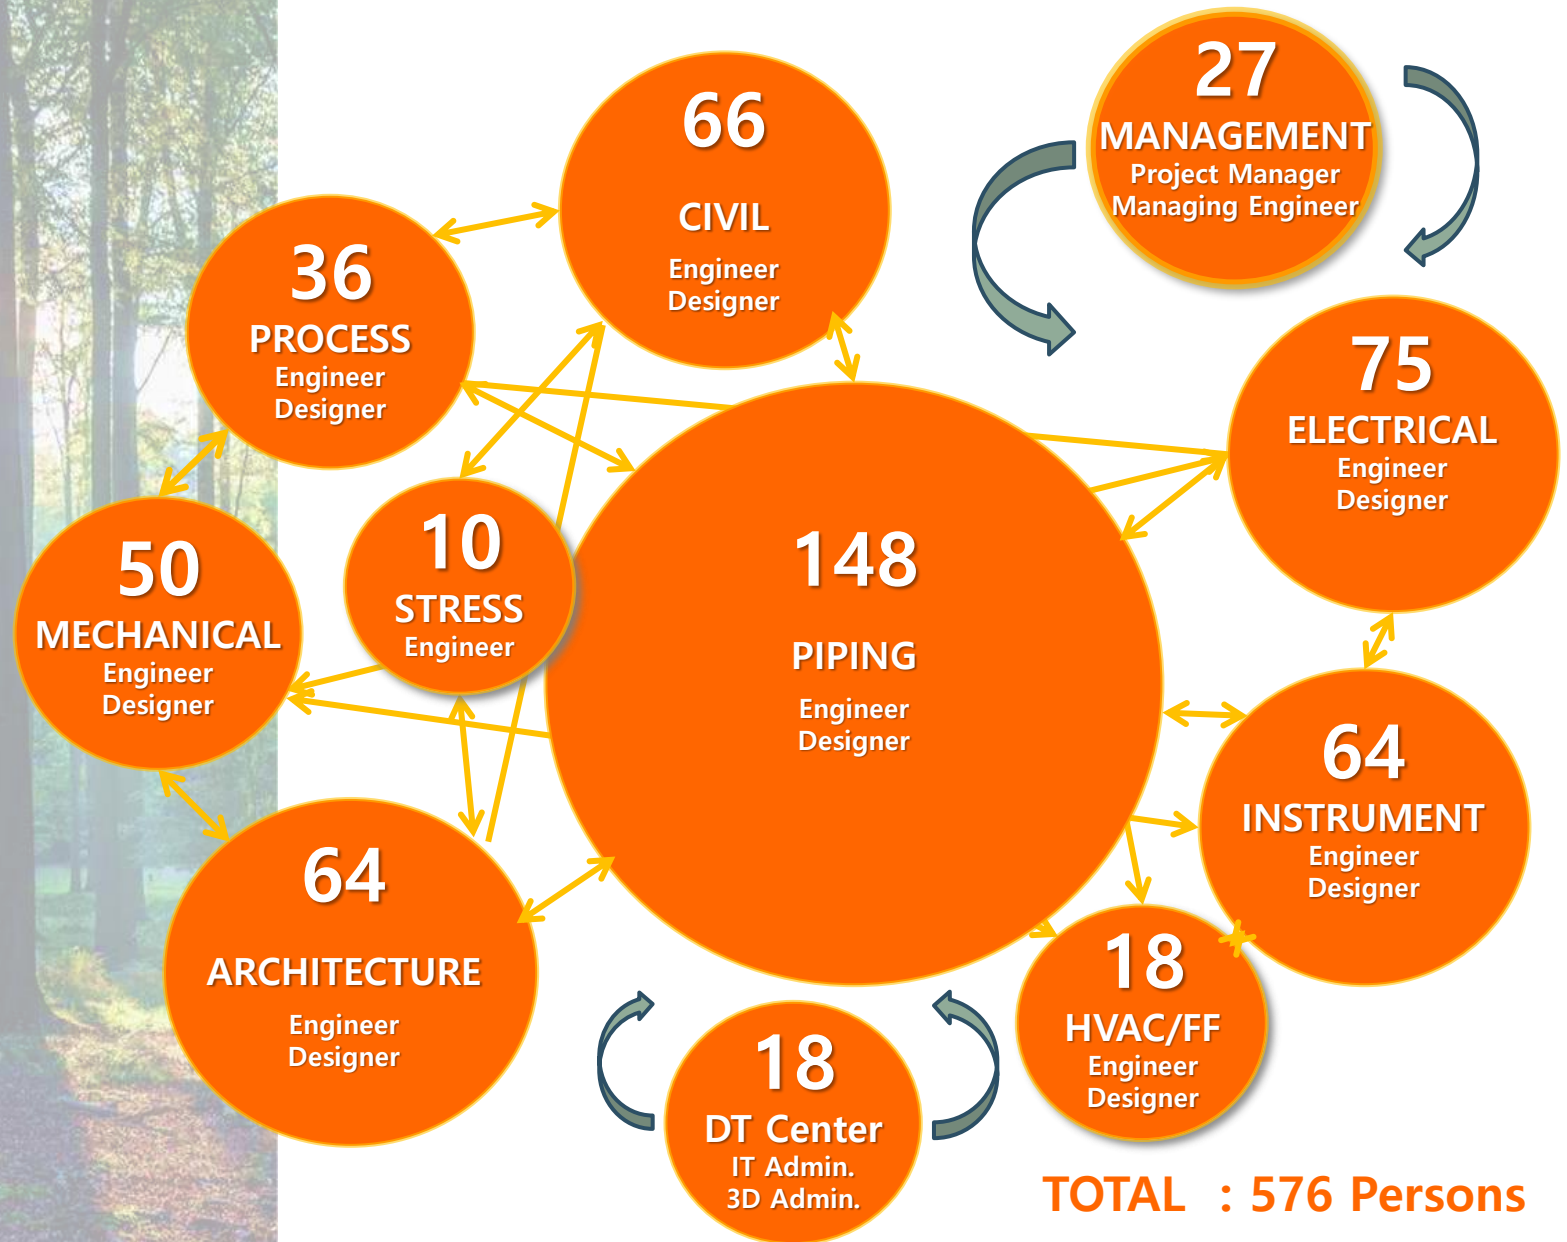 27
MANAGEMENT
Project Manager
Managing Engineer
66
CIVIL
Engineer
Designer
36
PROCESS
Engineer
Designer
75
ELECTRICAL
Engineer
Designer
10
STRESS
Engineer
148
PIPING
Engineer
Designer
50
MECHANICAL
Engineer
Designer
64
INSTRUMENT
Engineer
Designer
64
ARCHITECTURE
Engineer
Designer
18
HVAC/FF
Engineer
Designer
18
DT Center
IT Admin.
3D Admin.
TOTAL : 576 Persons